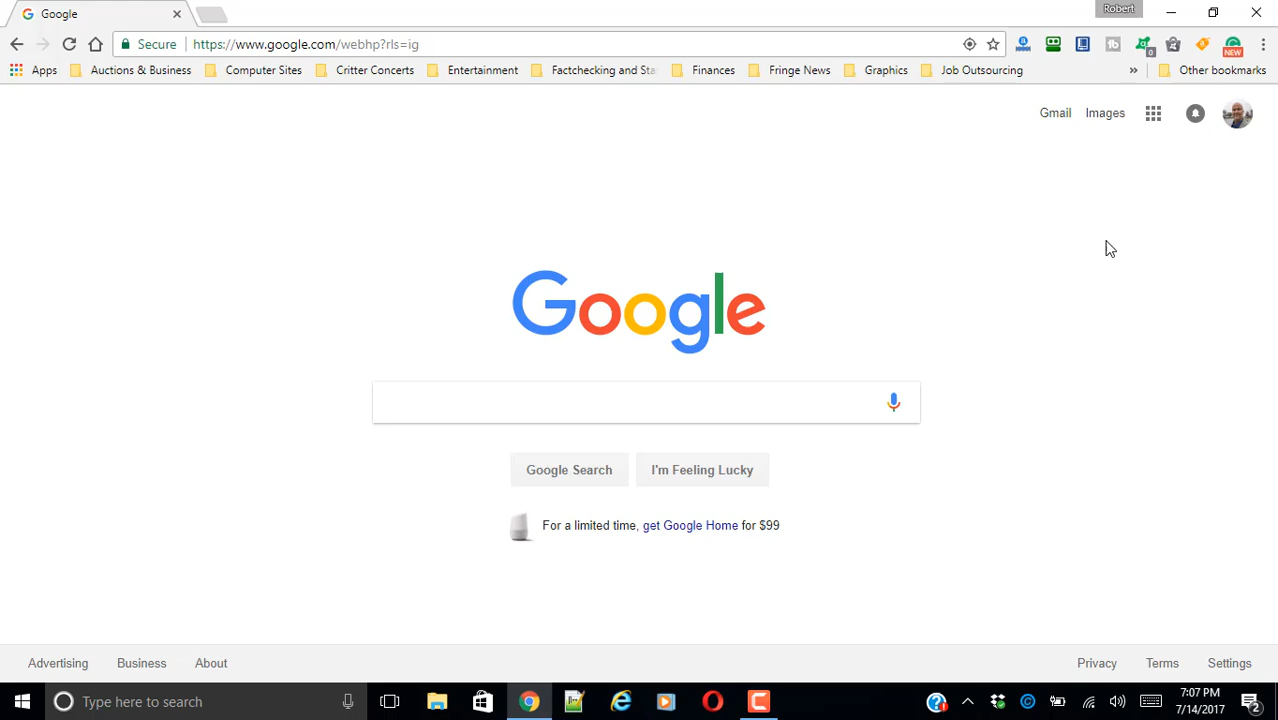 Google
Robert
Secure https://www.google.com/webhp?rls=ig
0
NEW
Apps Auctions & Business Computer Sites Critter Concerts Entertainment Factchecking and Sta Finances Fringe News Graphics Job Outsourcing » Other bookmarks
Gmail Images
Google
Google Search I'm Feeling Lucky
For a limited time, get Google Home for $99
Advertising Business About Privacy Terms Settings
Type here to search
7:07 PM
7/14/2017
2